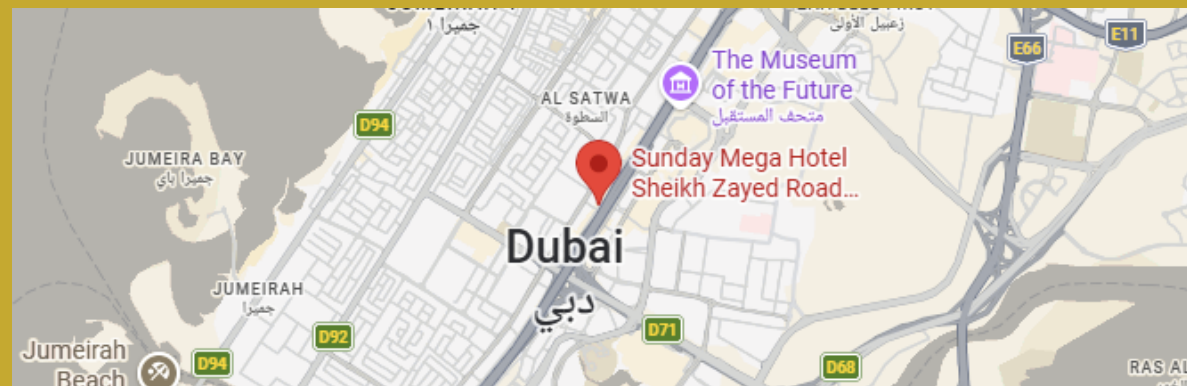 جميرا ١
زعبيل الأولى
E11
E66
The Museum
of the Future
متحف المستقبل
AL SATWA
السطوة
D94
JUMEIRA BAY
جميرا باي
Sunday Mega Hotel
Sheikh Zayed Road...
Dubai
دبي
JUMEIRAH
جميرا
D71
D92
Jumeirah
Beach
D94
D68
RAS AL